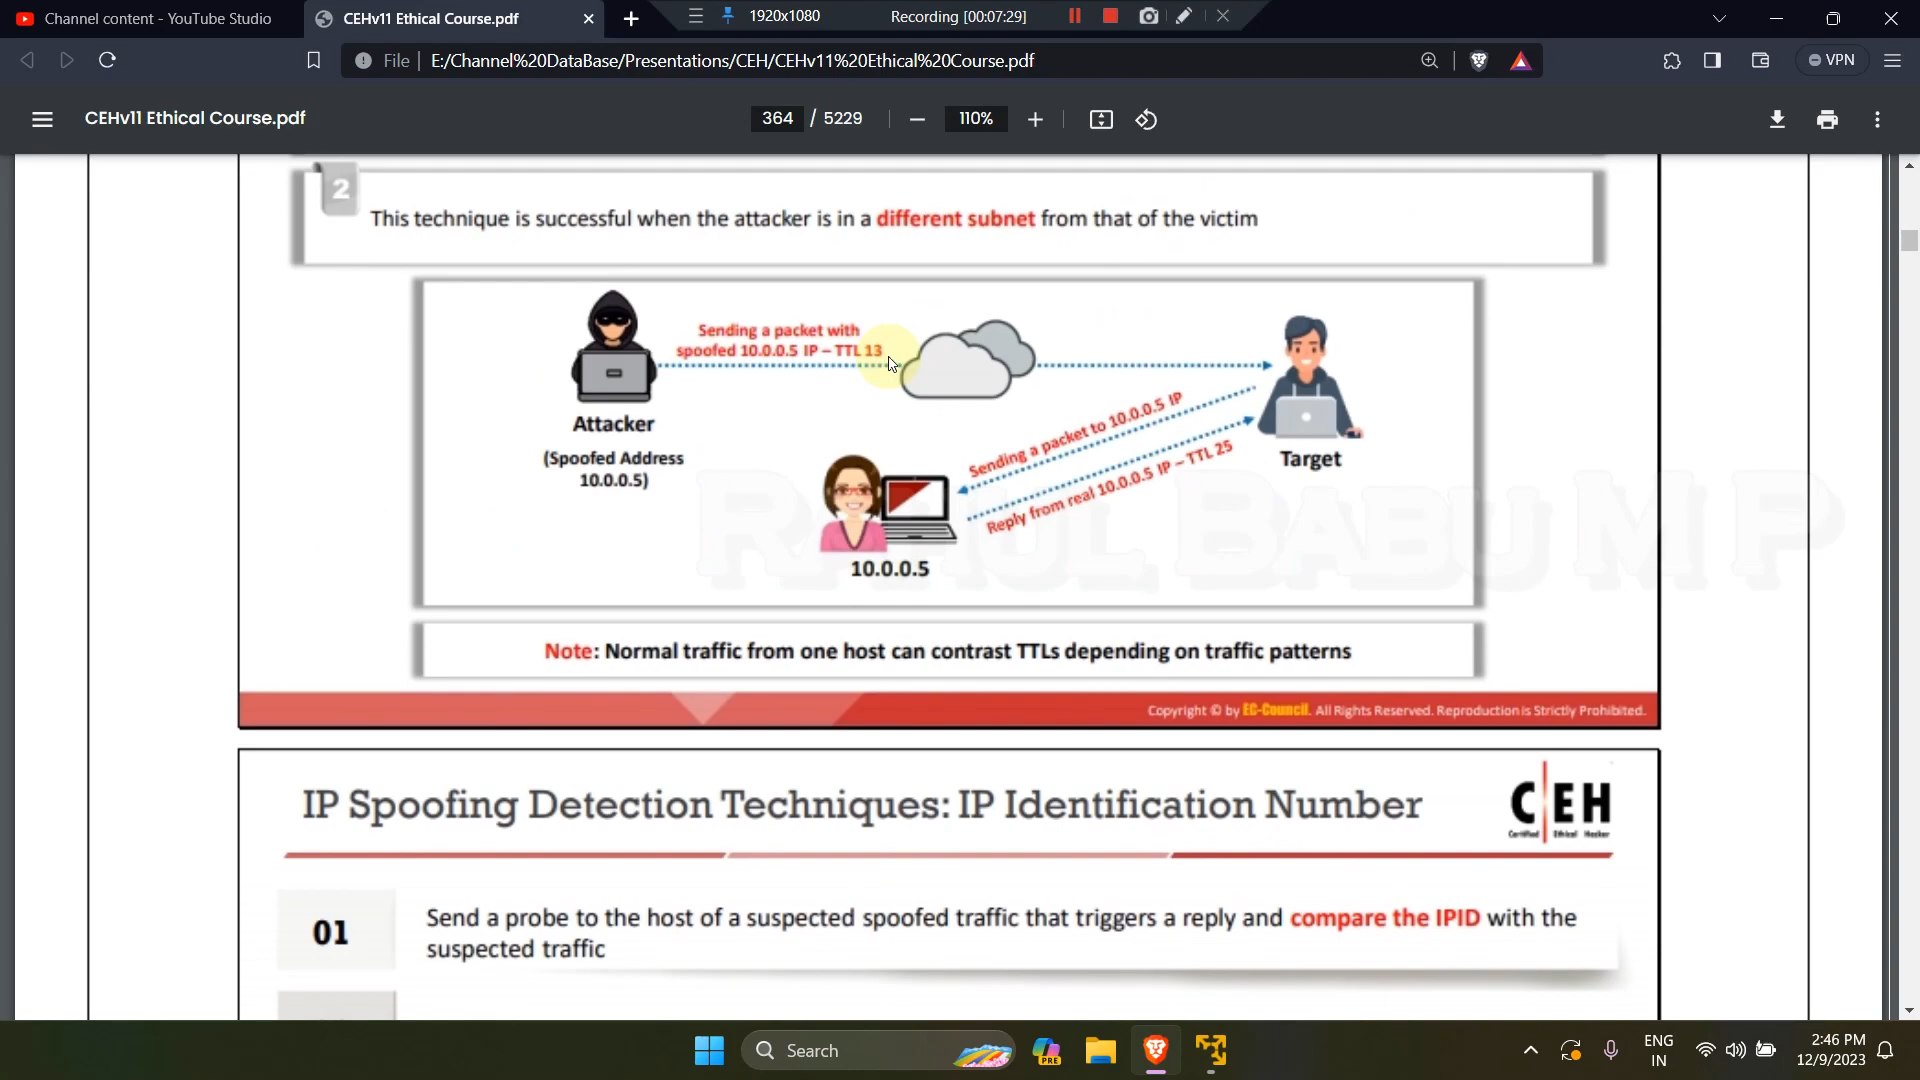 Channel content - YouTube Studio
CEHv11 Ethical Course.pdf
1920x1080
Recording [00:07:29]
File
E:/Channel%20DataBase/Presentations/CEH/CEHv11%20Ethical%20Course.pdf
VPN
CEHv11 Ethical Course.pdf
364 / 5229
110%
2
This technique is successful when the attacker is in a different subnet from that of the victim
Sending a packet with
spoofed 10.0.0.5 IP – TTL 13
Attacker
(Spoofed Address
10.0.0.5)
Sending a packet to 10.0.0.5 IP
Reply from real 10.0.0.5 IP – TTL 25
Target
10.0.0.5
RAHUL BABU M P
Note: Normal traffic from one host can contrast TTLs depending on traffic patterns
Copyright © by EC-Council. All Rights Reserved. Reproduction is Strictly Prohibited.
IP Spoofing Detection Techniques: IP Identification Number
CEH
Certified Ethical Hacker
01
Send a probe to the host of a suspected spoofed traffic that triggers a reply and compare the IPID with the
suspected traffic
Search
PRE
ENG
IN
2:46 PM
12/9/2023